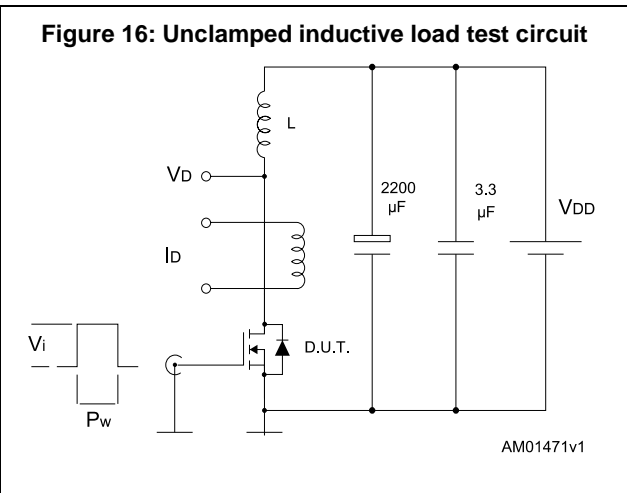 Figure 16: Unclamped inductive load test circuit
L
VD
2200
µF
3.3
µF
VDD
ID
Vi
D.U.T.
Pw
AM01471v1